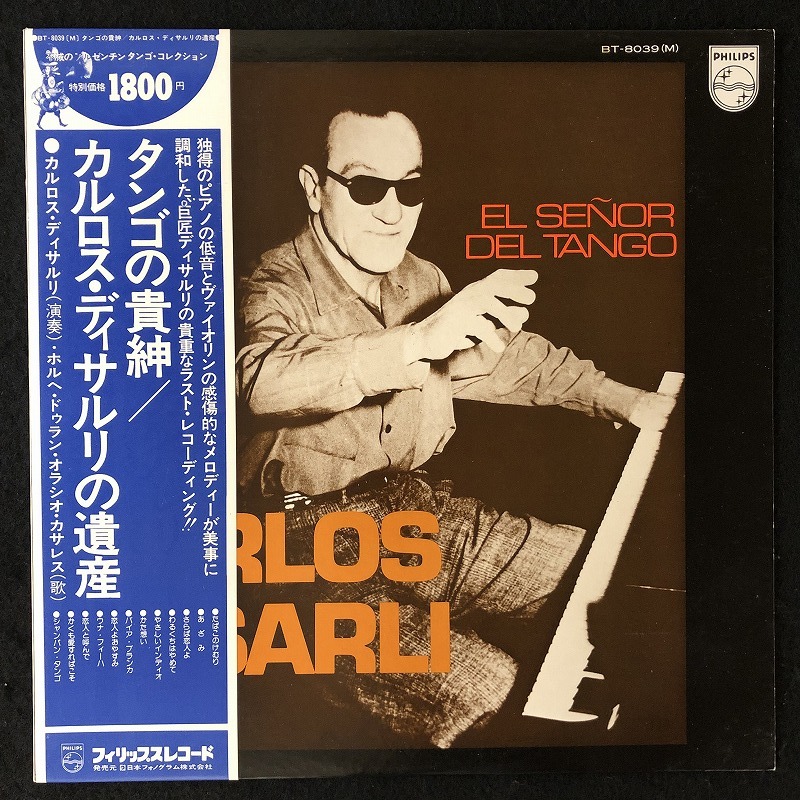 ●BT-8039〔M〕タンゴの貴紳/カルロス・ディサルリの遺産●
アルゼンチン タンゴ・コレクション
特別価格 1800円
独得のピアノの低音とヴァイオリンの感傷的なメロディーが美事に
調和した、巨匠ディサルリの貴重なラスト・レコーディング!!
タンゴの貴紳/
カルロス・ディサルリの遺産
●カルロス・ディサルリ(演奏)・ホルヘ・ドゥラン・オラシオ・カサレス(歌)
●たばこのけむり
●あざみ
●さらば恋人よ
●わるくちはやめて
●やさしいインディオ
●かた想い
●バイア・ブランカ
●恋人よおやすみ
●ウナ・フィーハ
●恋人と呼んで
●かくも愛すればこそ
●シャンパン・タンゴ
PHILIPS
フィリップスレコード
発売元 日本フォノグラム株式会社
BT-8039(M)
PHILIPS
EL SEÑOR
DEL TANGO
RLOS
SARLI